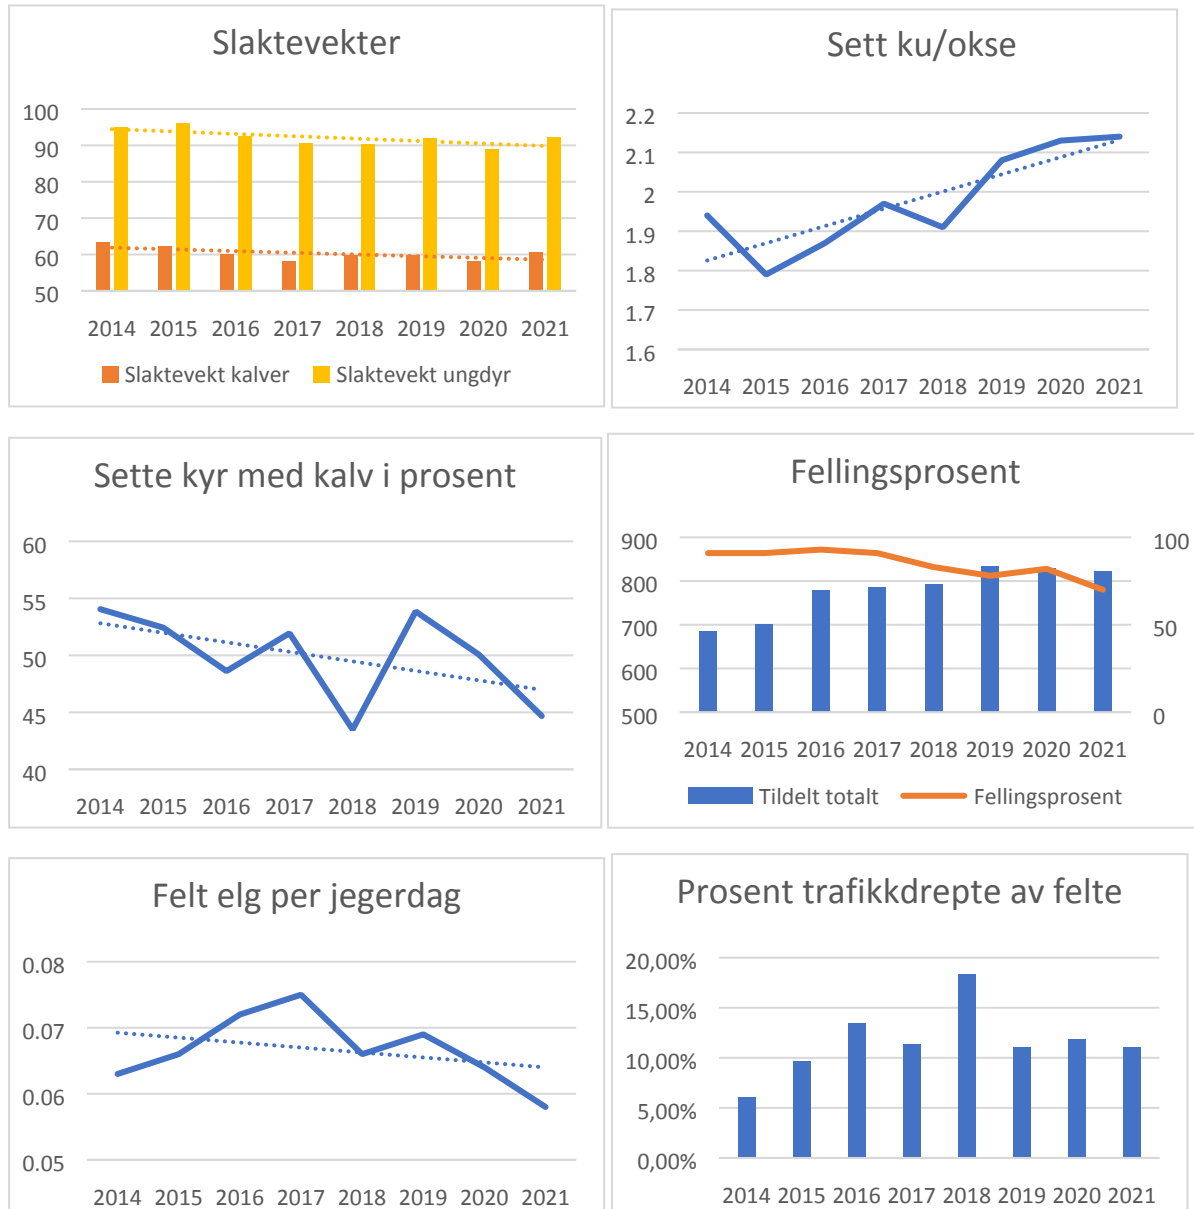 Slaktevekter
100
90
80
70
60
50
2014 2015 2016 2017 2018 2019 2020 2021
Slaktevekt kalver Slaktevekt ungdyr
Sett ku/okse
2.2
2.1
2
1.9
1.8
1.7
1.6
2014 2015 2016 2017 2018 2019 2020 2021
Sette kyr med kalv i prosent
60
55
50
45
40
2014 2015 2016 2017 2018 2019 2020 2021
Fellingsprosent
900 100
800
700 50
600
500 0
2014 2015 2016 2017 2018 2019 2020 2021
Tildelt totalt Fellingsprosent
Felt elg per jegerdag
0.08
0.07
0.06
0.05
2014 2015 2016 2017 2018 2019 2020 2021
Prosent trafikkdrepte av felte
20,00%
15,00%
10,00%
5,00%
0,00%
2014 2015 2016 2017 2018 2019 2020 2021